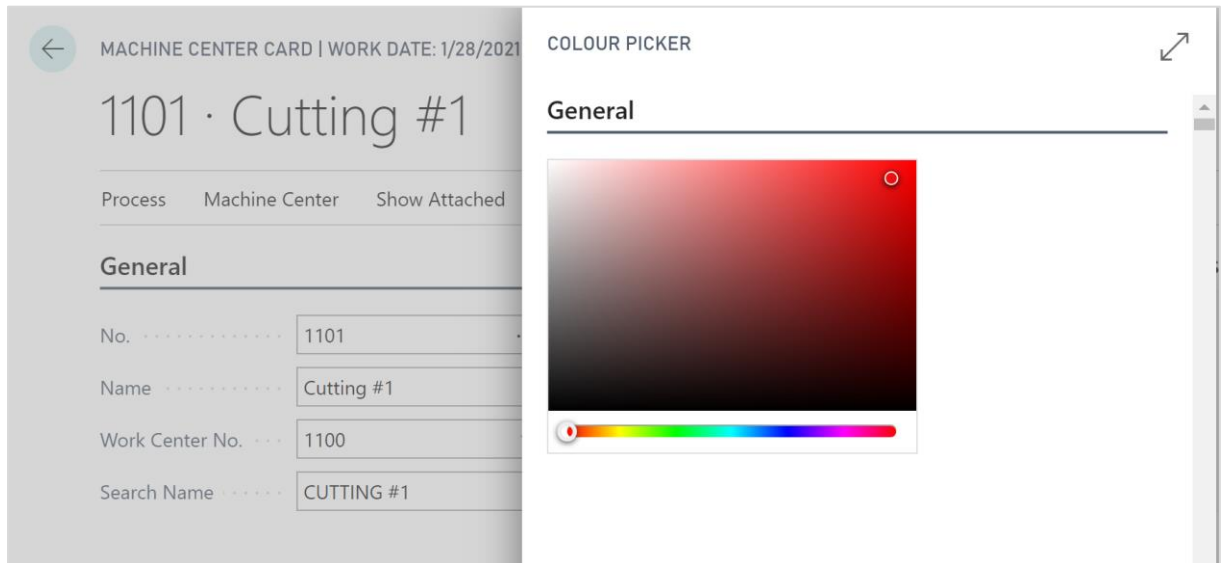 MACHINE CENTER CARD | WORK DATE: 1/28/2021
1101 · Cutting #1
Process Machine Center Show Attached
General
No. 1101
Name Cutting #1
Work Center No. 1100
Search Name CUTTING #1
COLOUR PICKER
General